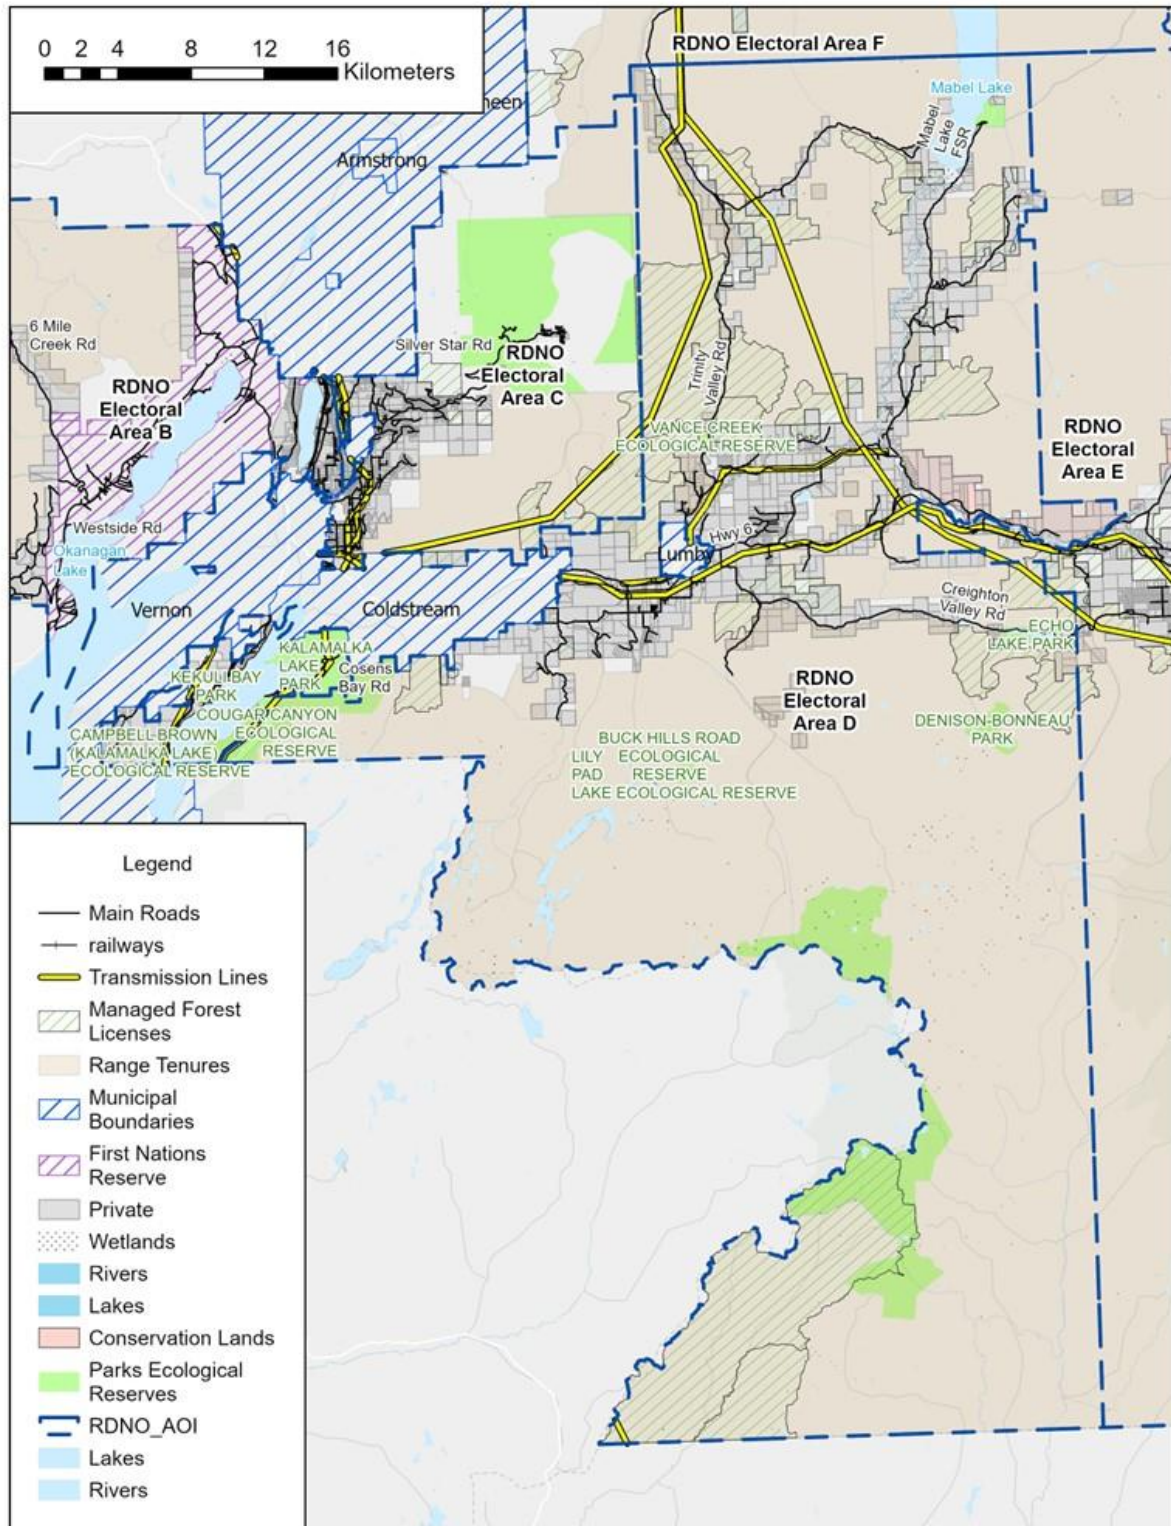 0 2 4 8 12 16
Kilometers
RDNO Electoral Area F
Mabel Lake
Mabel
Lake
FSR
Armstrong
6 Mile
Creek Rd
Silver Star Rd
RDNO
Electoral
Area C
RDNO
Electoral
Area B
Trinity
Valley Rd
VANCE CREEK
ECOLOGICAL RESERVE
RDNO
Electoral
Area E
Westside Rd
Okanagan
Lake
Hwy 6
Lumby
Vernon
Coldstream
Creighton
Valley Rd
ECHO
LAKE PARK
KALAMALKA
LAKE
PARK
Cosens
Bay Rd
KEKULI BAY
PARK
COUGAR CANYON
ECOLOGICAL
RESERVE
CAMPBELL-BROWN
(KALAMALKA LAKE)
ECOLOGICAL RESERVE
RDNO
Electoral
Area D
DENISON-BONNEAU
PARK
BUCK HILLS ROAD
LILY ECOLOGICAL
PAD RESERVE
LAKE ECOLOGICAL RESERVE
Legend
Main Roads
railways
Transmission Lines
Managed Forest
Licenses
Range Tenures
Municipal
Boundaries
First Nations
Reserve
Private
Wetlands
Rivers
Lakes
Conservation Lands
Parks Ecological
Reserves
RDNO_AOI
Lakes
Rivers